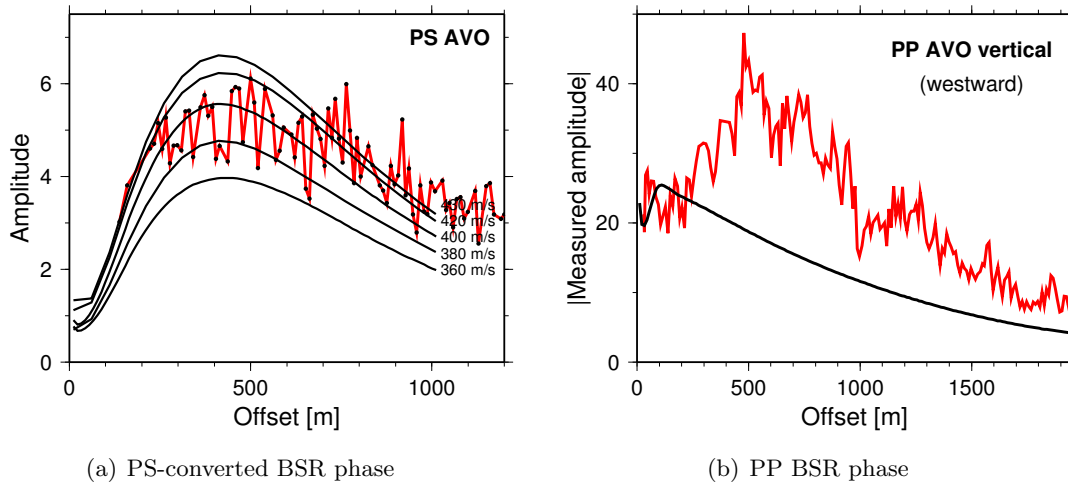 PS AVO
6
4
2
0
Amplitude
430 m/s
420 m/s
400 m/s
380 m/s
360 m/s
0 500 1000
Offset [m]
(a) PS-converted BSR phase
PP AVO vertical
(westward)
40
20
0
|Measured amplitude|
0 500 1000 1500
Offset [m]
(b) PP BSR phase